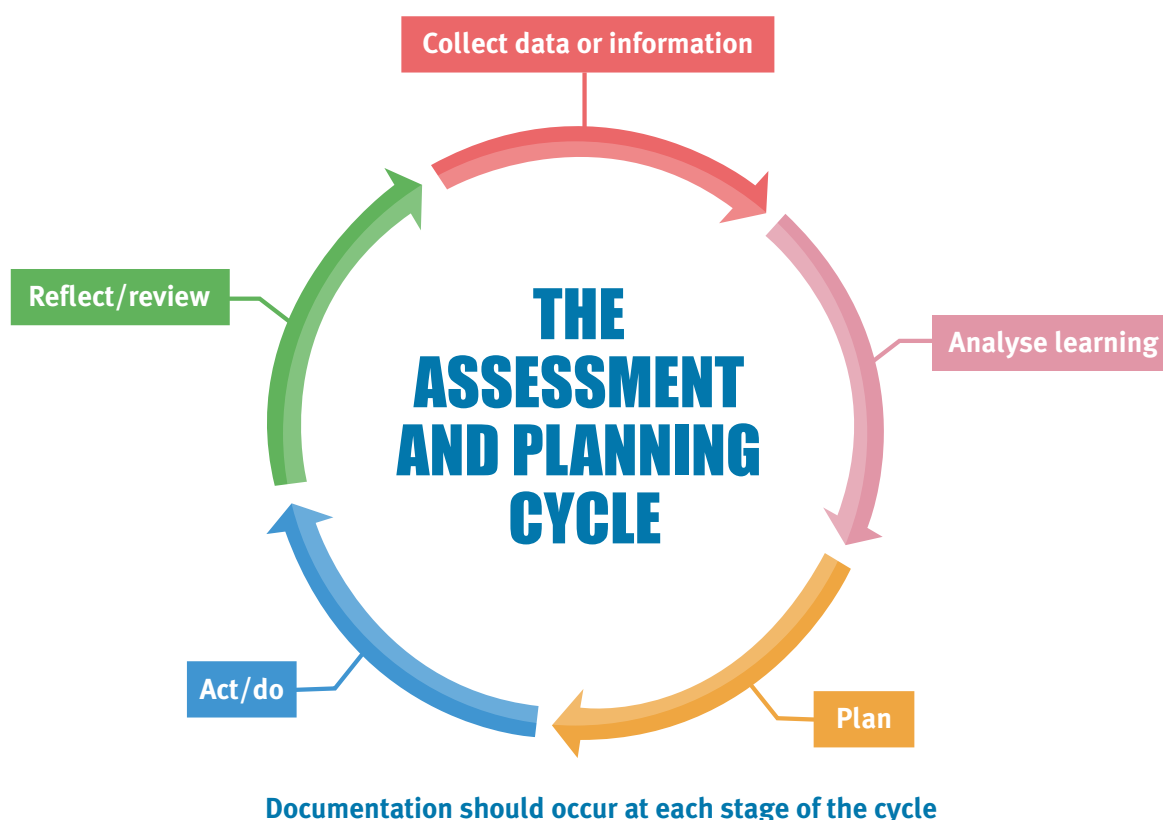 Collect data or information
Reflect/review
Analyse learning
THE
ASSESSMENT
AND PLANNING
CYCLE
Act/do
Plan
Documentation should occur at each stage of the cycle